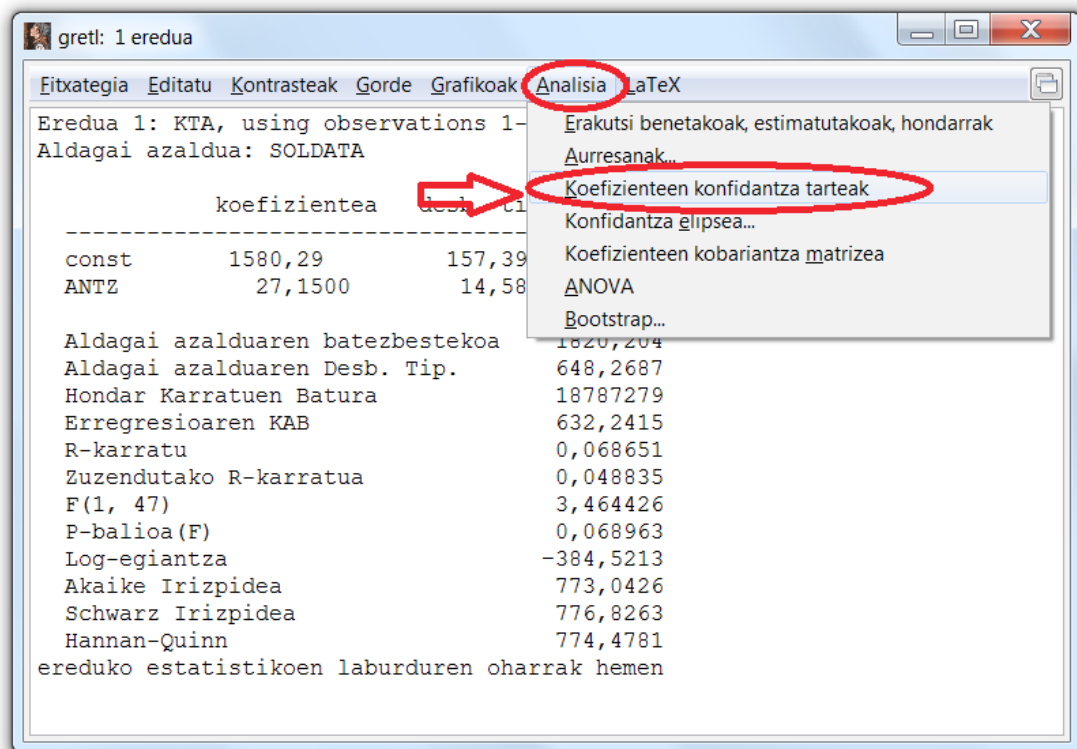 gretl: 1 eredua
Fitxategia Editatu Kontrasteak Gorde Grafikoak Analisia LaTeX
Eredua 1: KTA, using observations 1-
Aldagai azaldua: SOLDATA
Erakutsi benetakoak, estimatutakoak, hondarrak
Aurresanak...
Koefizienteen konfidantza tarteak
Konfidantza elipsea...
Koefizienteen kobariantza matrizea
ANOVA
Bootstrap...
koefizientea desb. ti
const 1580,29 157,39
ANTZ 27,1500 14,58
Aldagai azalduaren batezbestekoa 1820,204
Aldagai azalduaren Desb. Tip. 648,2687
Hondar Karratuen Batura 18787279
Erregresioaren KAB 632,2415
R-karratu 0,068651
Zuzendutako R-karratua 0,048835
F(1, 47) 3,464426
P-balioa(F) 0,068963
Log-egiantza -384,5213
Akaike Irizpidea 773,0426
Schwarz Irizpidea 776,8263
Hannan-Quinn 774,4781
ereduko estatistikoen laburduren oharrak hemen